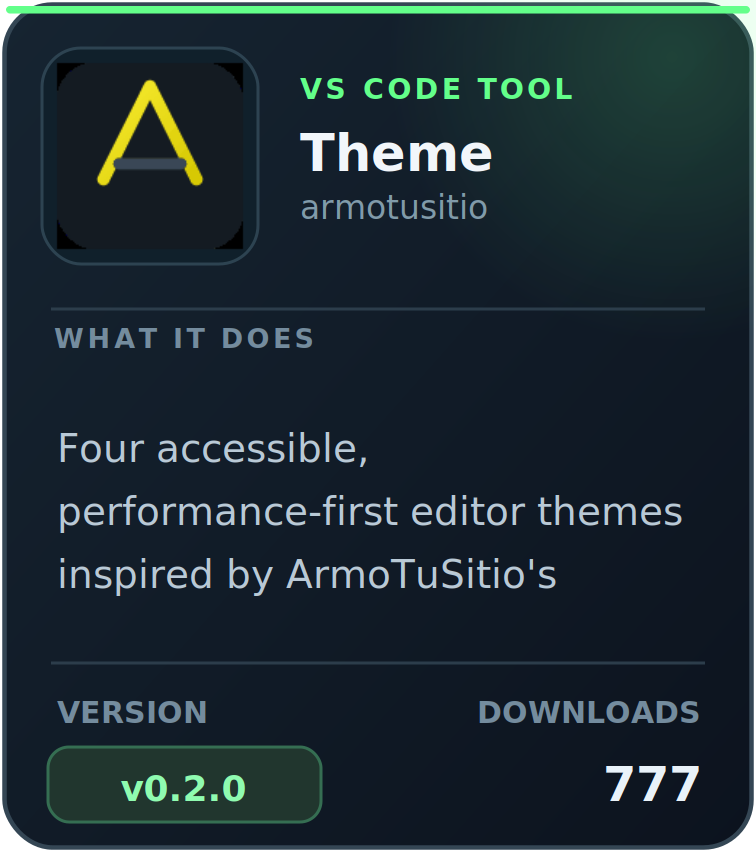 VS CODE TOOL
Theme
armotusitio
WHAT IT DOES
Four accessible,
performance-first editor themes
inspired by ArmoTuSitio's
VERSION
DOWNLOADS
v0.2.0
777